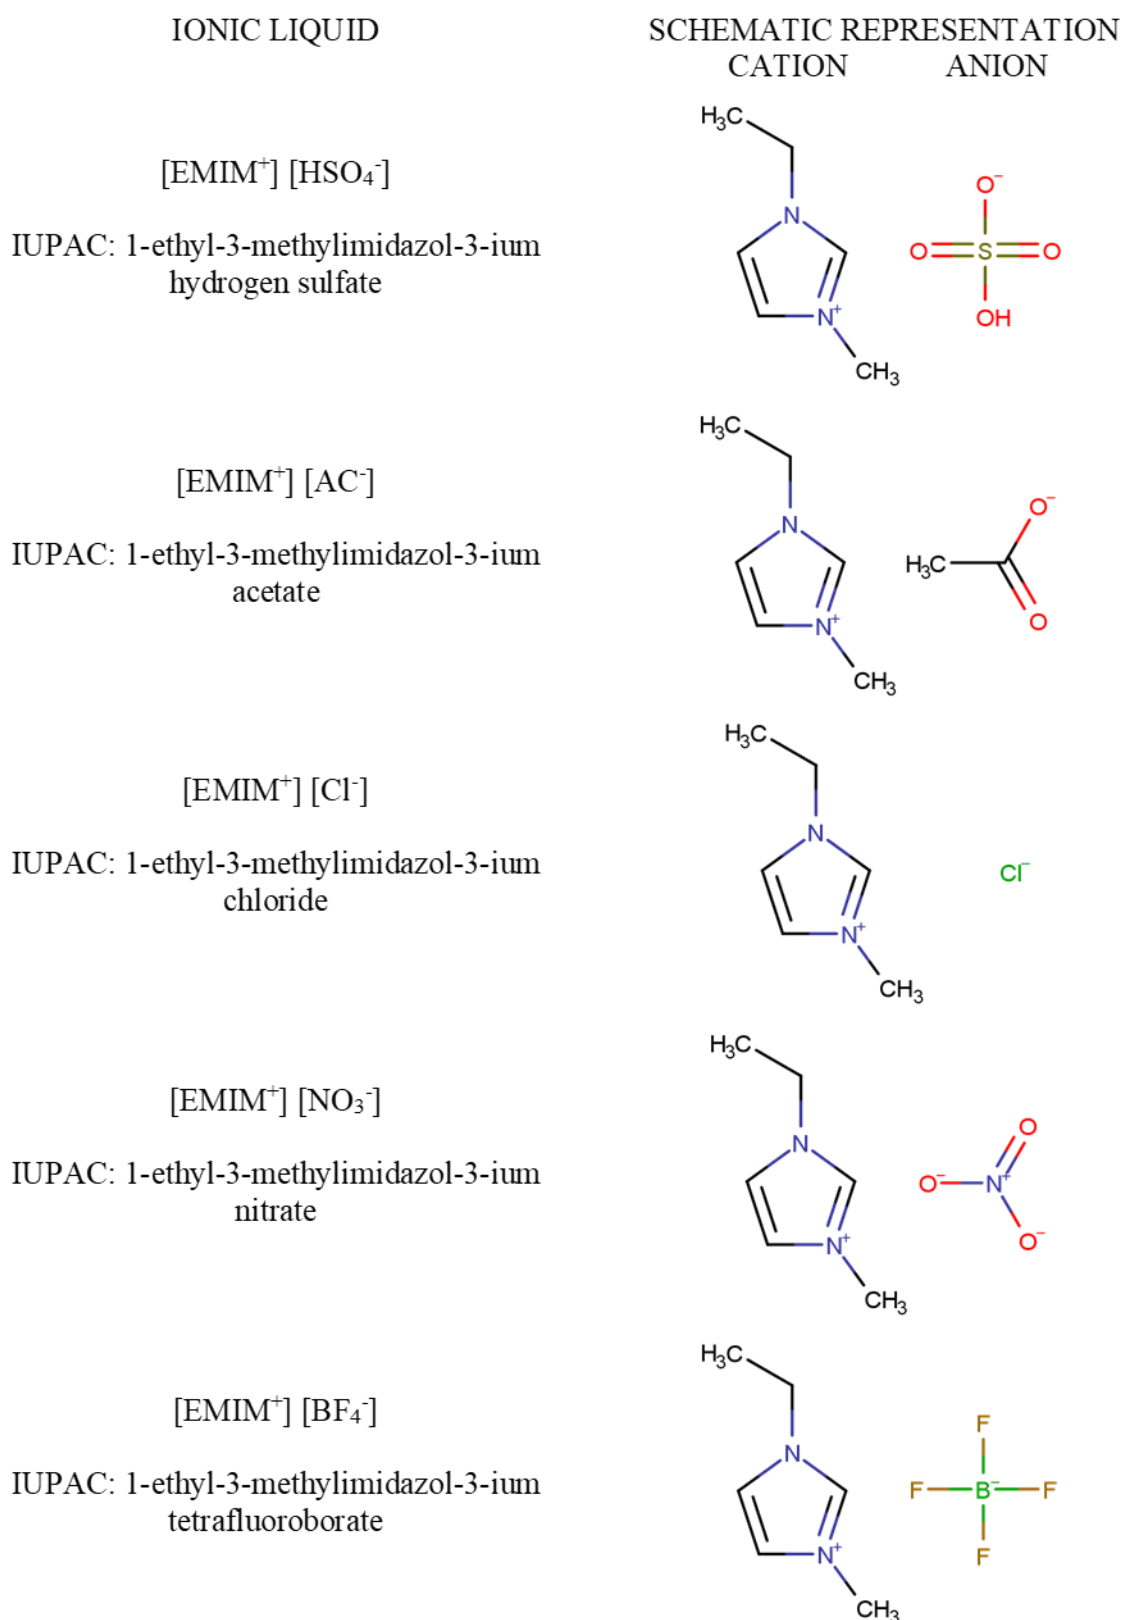 IONIC LIQUID
SCHEMATIC REPRESENTATION
CATION ANION
[EMIM⁺] [HSO₄⁻]
IUPAC: 1-ethyl-3-methylimidazol-3-ium
hydrogen sulfate
H₃C
N
N⁺
CH₃
O⁻
O S O
OH
[EMIM⁺] [AC⁻]
IUPAC: 1-ethyl-3-methylimidazol-3-ium
acetate
H₃C
N
N⁺
CH₃
O⁻
H₃C
O
[EMIM⁺] [Cl⁻]
IUPAC: 1-ethyl-3-methylimidazol-3-ium
chloride
H₃C
N
N⁺
CH₃
Cl⁻
[EMIM⁺] [NO₃⁻]
IUPAC: 1-ethyl-3-methylimidazol-3-ium
nitrate
H₃C
N
N⁺
CH₃
O
O⁻ N⁺
O⁻
[EMIM⁺] [BF₄⁻]
IUPAC: 1-ethyl-3-methylimidazol-3-ium
tetrafluoroborate
H₃C
N
N⁺
CH₃
F
F B⁻ F
F